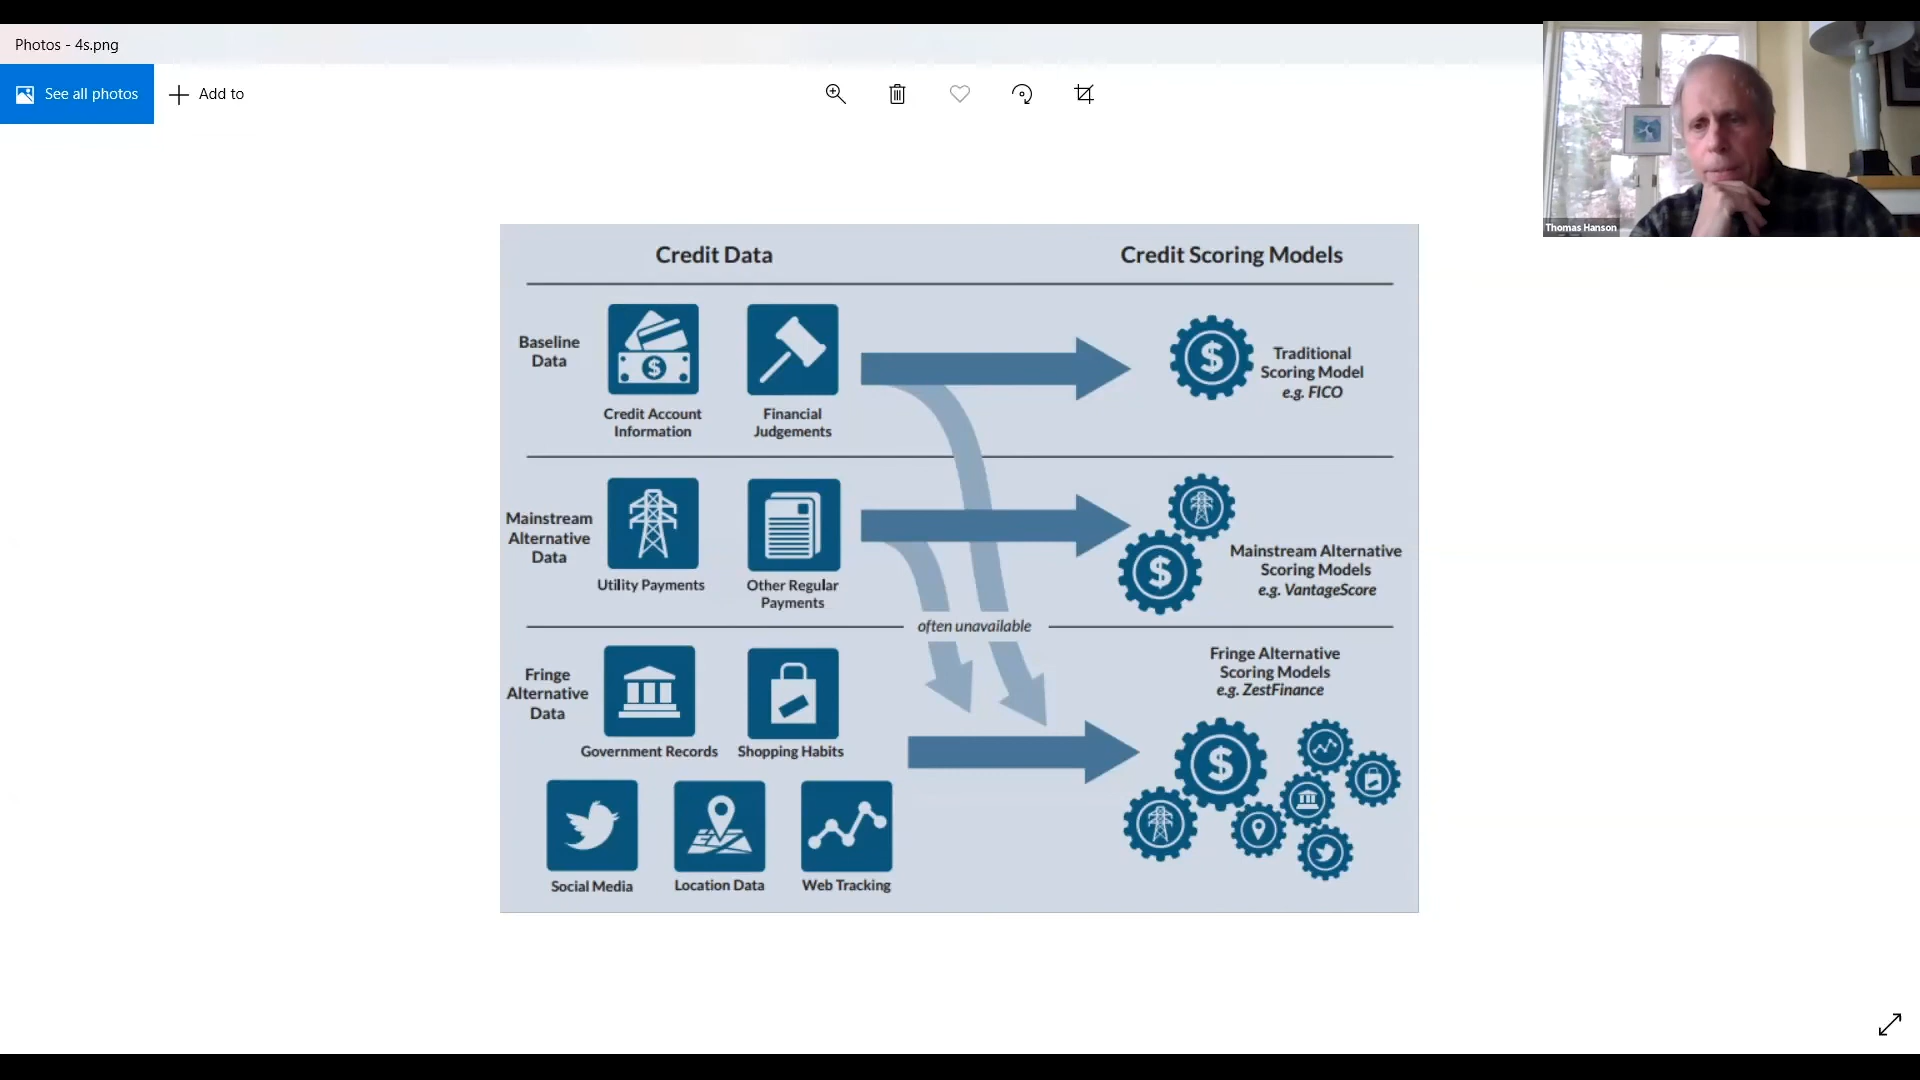 Photos - 4s.png
See all photos
Add to
Thomas Hanson
Credit Data
Credit Scoring Models
Baseline
Data
Credit Account
Information
Financial
Judgements
Traditional
Scoring Model
e.g. FICO
Mainstream
Alternative
Data
Utility Payments
Other Regular
Payments
Mainstream Alternative
Scoring Models
e.g. VantageScore
often unavailable
Fringe
Alternative
Data
Government Records
Shopping Habits
Fringe Alternative
Scoring Models
e.g. ZestFinance
Social Media
Location Data
Web Tracking